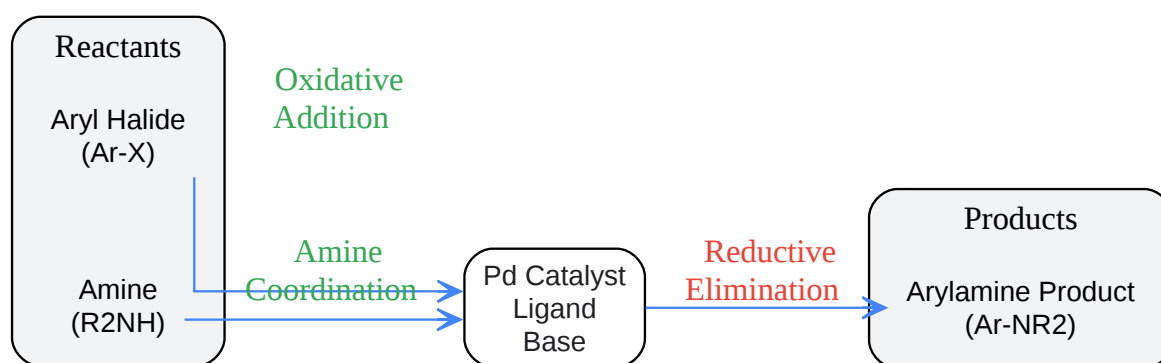 Reactants
Aryl Halide
(Ar-X)
Amine
(R2NH)
Oxidative
Addition
Amine
Coordination
Pd Catalyst
Ligand
Base
Reductive
Elimination
Products
Arylamine Product
(Ar-NR2)